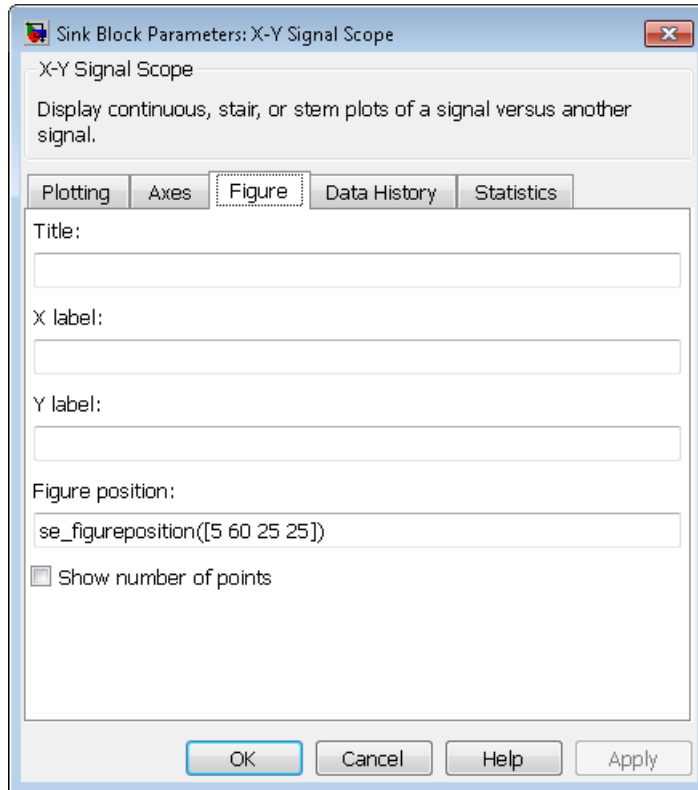 Sink Block Parameters: X-Y Signal Scope
X-Y Signal Scope
Display continuous, stair, or stem plots of a signal versus another
signal.
Plotting Axes Figure Data History Statistics
Title:
X label:
Y label:
Figure position:
se_figureposition([5 60 25 25])
Show number of points
OK Cancel Help Apply